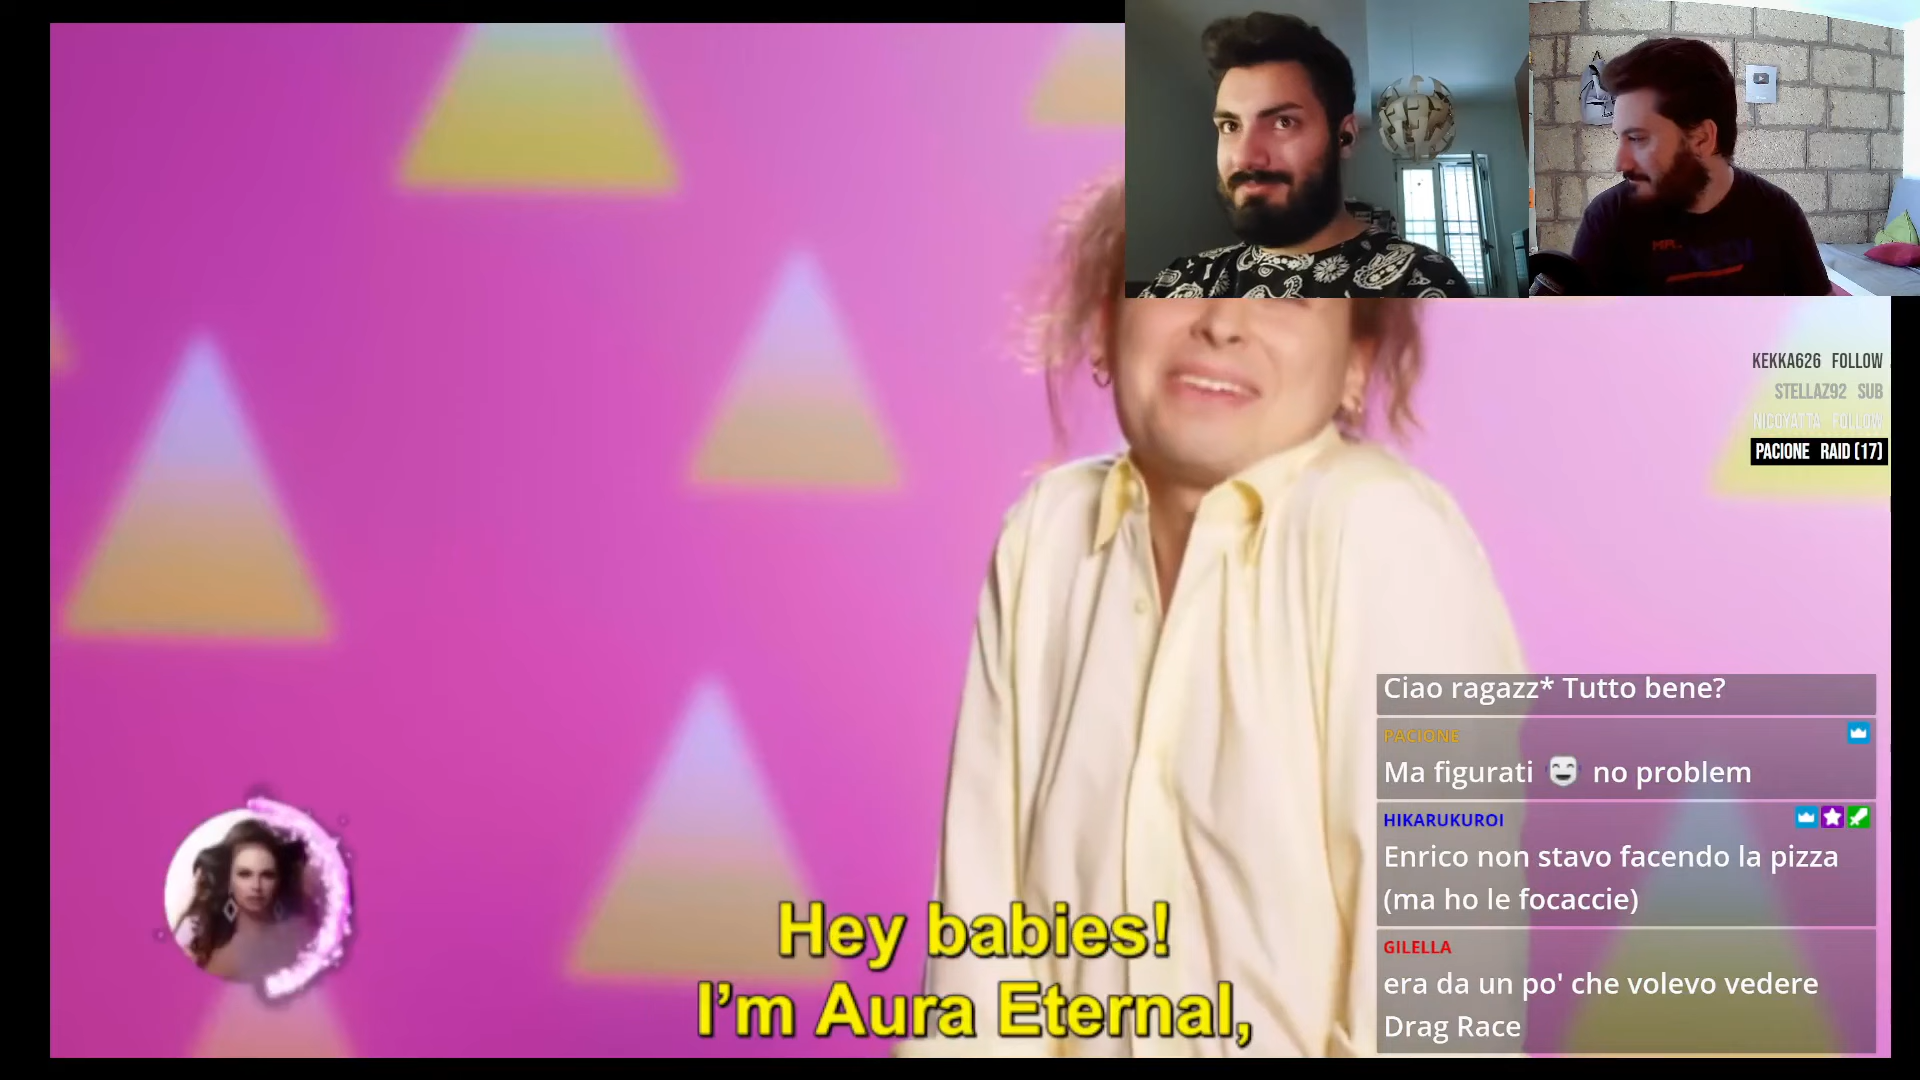 KEKKA626 FOLLOW
STELLAZ92 SUB
NICOYATTA FOLLOW
PACIONE RAID (17)
Ciao ragazz* Tutto bene?
PACIONE
Ma figurati no problem
HIKARUKUROI
Enrico non stavo facendo la pizza
(ma ho le focaccie)
GILELLA
era da un po' che volevo vedere
Drag Race
Hey babies!
I'm Aura Eternal,
MR.